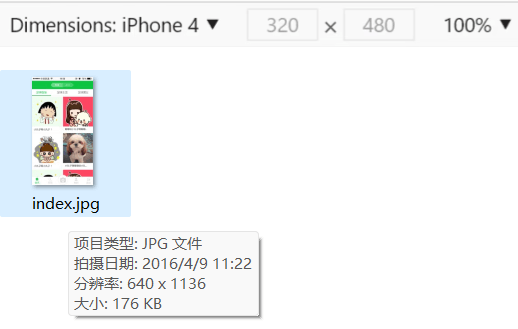 Dimensions: iPhone 4 ▼ 320 × 480 100% ▼
index.jpg
项目类型: JPG 文件
拍摄日期: 2016/4/9 11:22
分辨率: 640 x 1136
大小: 176 KB